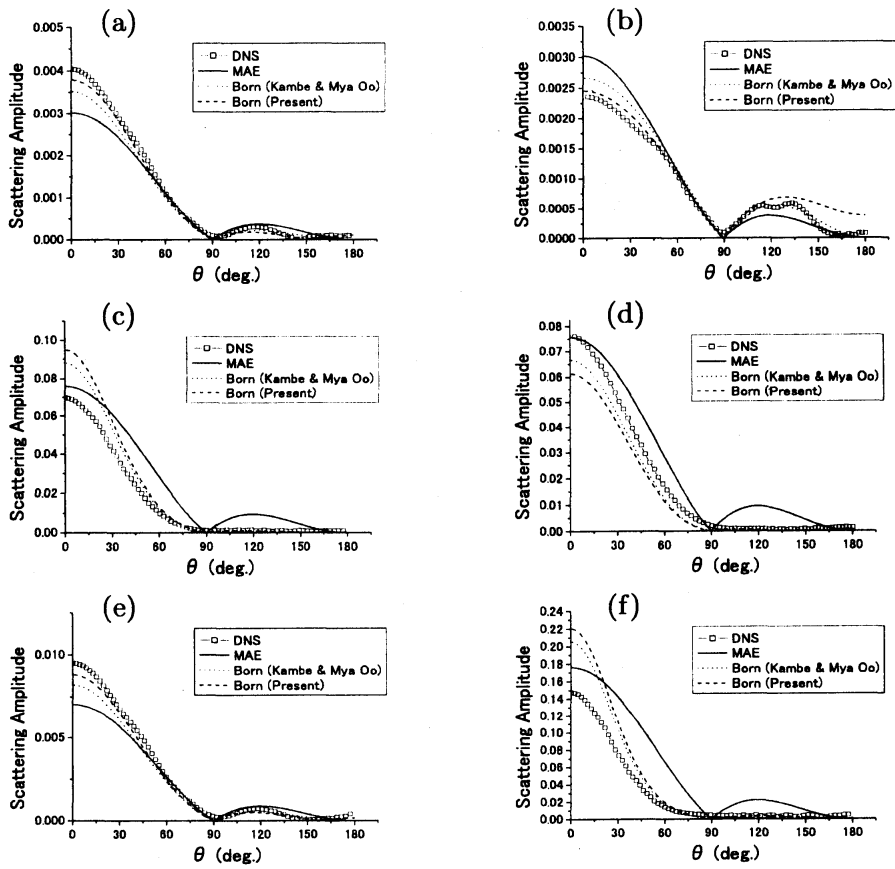 (a)
Scattering Amplitude
0.005
0.004
0.003
0.002
0.001
0.000
DNS
MAE
Born (Kambe & Mya Oo)
Born (Present)
0 30 60 90 120 150 180
θ (deg.)
(b)
Scattering Amplitude
0.0035
0.0030
0.0025
0.0020
0.0015
0.0010
0.0005
0.0000
DNS
MAE
Born (Kambe & Mya Oo)
Born (Present)
0 30 60 90 120 150 180
θ (deg.)
(c)
Scattering Amplitude
0.10
0.08
0.06
0.04
0.02
0.00
DNS
MAE
Born (Kambe & Mya Oo)
Born (Present)
0 30 60 90 120 150 180
θ (deg.)
(d)
Scattering Amplitude
0.08
0.07
0.06
0.05
0.04
0.03
0.02
0.01
0.00
DNS
MAE
Born (Kambe & Mya Oo)
Born (Present)
0 30 60 90 120 150 180
θ (deg.)
(e)
Scattering Amplitude
0.010
0.005
0.000
DNS
MAE
Born (Kambe & Mya Oo)
Born (Present)
0 30 60 90 120 150 180
θ (deg.)
(f)
Scattering Amplitude
0.24
0.22
0.20
0.18
0.16
0.14
0.12
0.10
0.08
0.06
0.04
0.02
0.00
DNS
MAE
Born (Kambe & Mya Oo)
Born (Present)
0 30 60 90 120 150 180
θ (deg.)